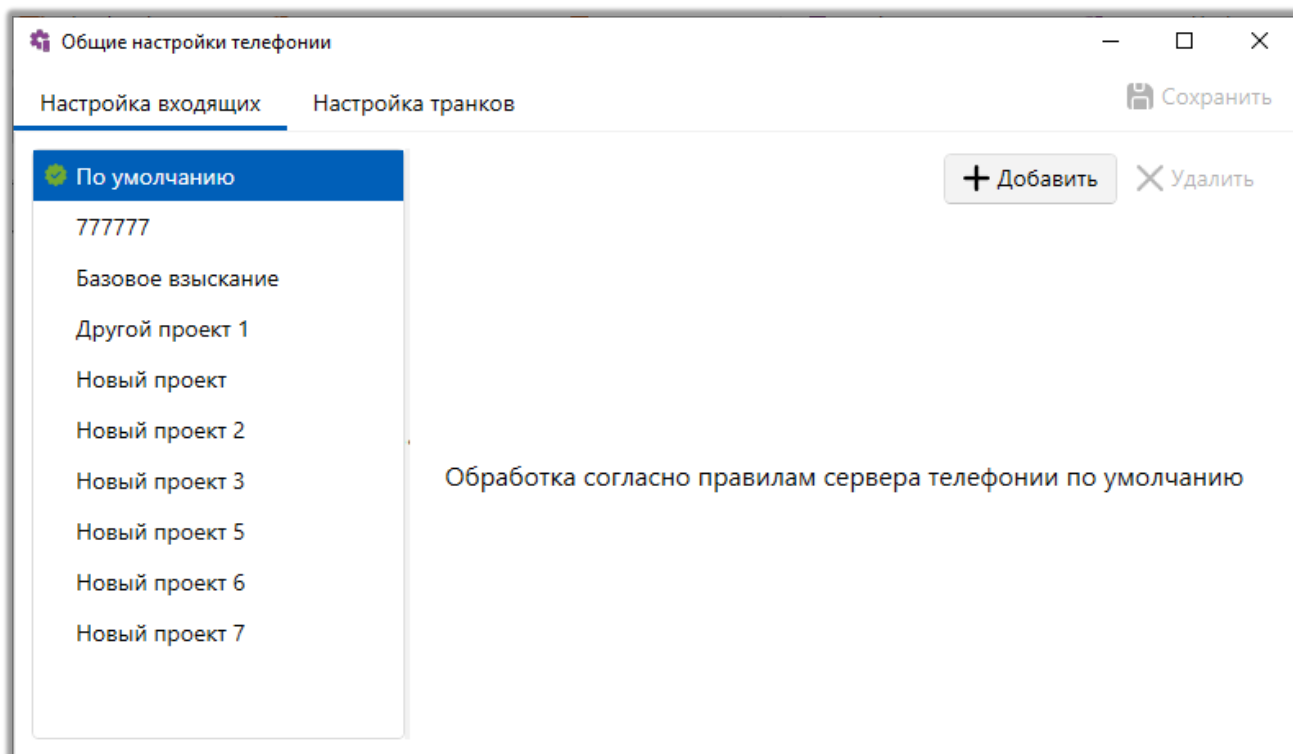 Общие настройки телефонии
Настройка входящих
Настройка транков
Сохранить
По умолчанию
777777
Базовое взыскание
Другой проект 1
Новый проект
Новый проект 2
Новый проект 3
Новый проект 5
Новый проект 6
Новый проект 7
Добавить
Удалить
Обработка согласно правилам сервера телефонии по умолчанию